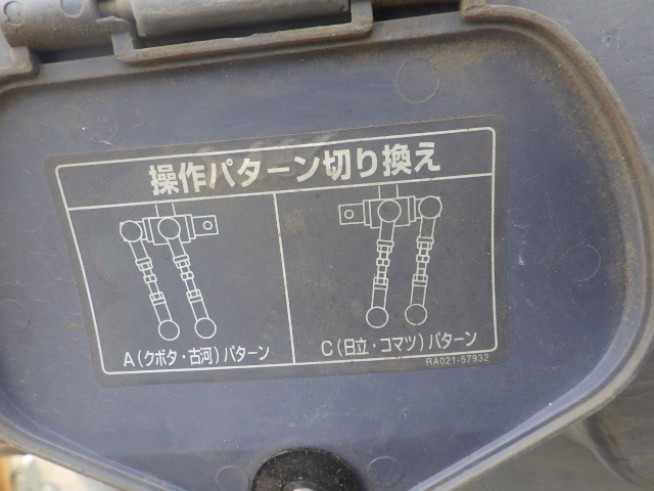 操作パターン切り換え
A(クボタ・古河)パターン
C(日立・コマツ)パターン
RA021-57932